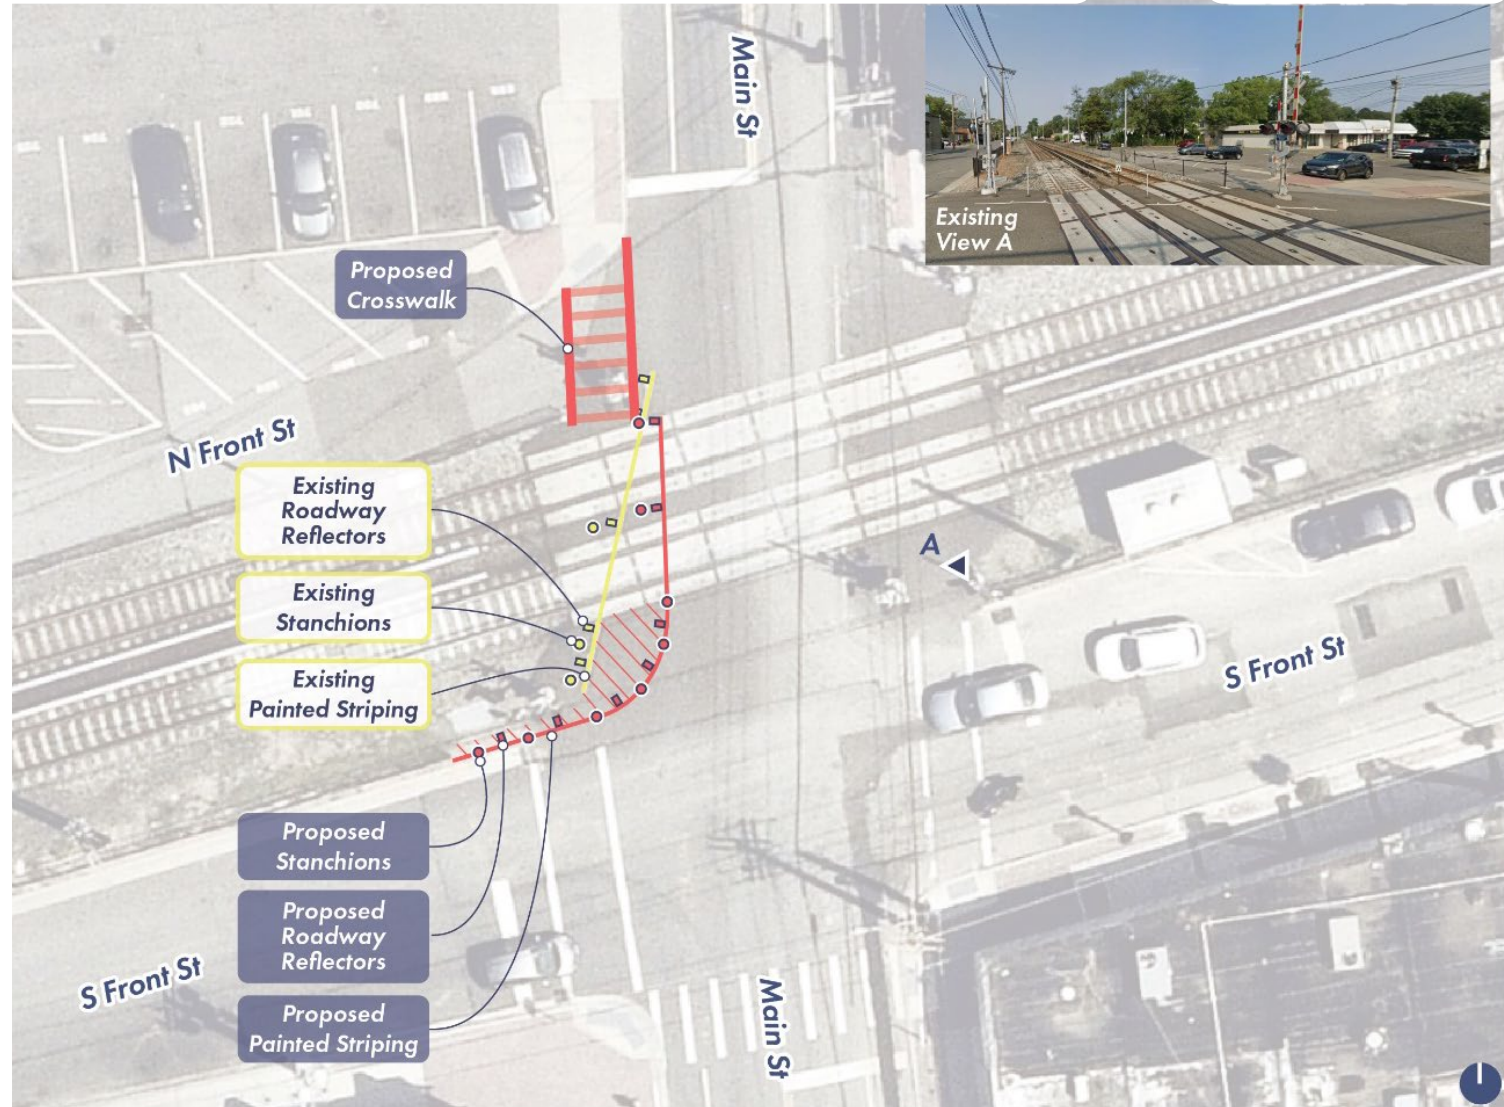 Main St
Existing
View A
Proposed
Crosswalk
N Front St
Existing
Roadway
Reflectors
Existing
Stanchions
Existing
Painted Striping
A
S Front St
Proposed
Stanchions
Proposed
Roadway
Reflectors
Proposed
Painted Striping
S Front St
Main St